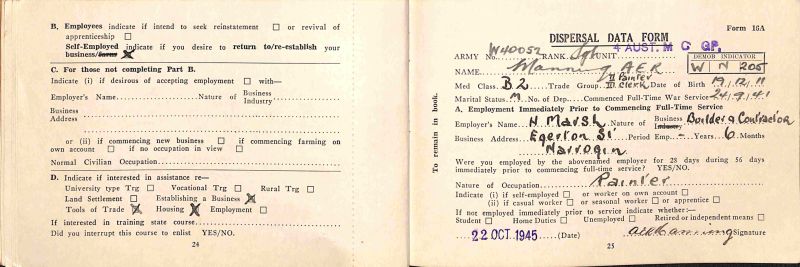 B. Employees indicate if intend to seek reinstatement □ or revival of
apprenticeship □
Self-Employed indicate if you desire to return to/re-establish your
business/farm ☒
C. For those not completing Part B.
Indicate (i) if desirous of accepting employment □ with—
Employer's Name.................... Nature of Business
Industry
Business
Address
or (ii) if commencing new business □ if commencing farming on
own account □ if no occupation in view □
Normal Civilian Occupation
D. Indicate if interested in assistance re—
University type Trg □ Vocational Trg □ Rural Trg □
Land Settlement □ Establishing a Business ☒
Tools of Trade ☒ Housing ☒ Employment □
If interested in training state course
Did you interrupt this course to enlist YES/NO.
24
To remain in book.
Form 15A
DISPERSAL DATA FORM
ARMY No. W40052 RANK Sgt UNIT 4 AUST. M C GP.
DEMOB INDICATOR
W N 205
NAME Manning A E R
Med Class. B2 Trade Group. II Painter
III Clerk Date of Birth 19/12/11
Marital Status M No. of Dep. Commenced Full-Time War Service 24/9/41
A. Employment Immediately Prior to Commencing Full-Time Service
Employer's Name N. Marsh Nature of Business
Industry Builder & Contractor
Business Address Egerton St Period Emp. - Years 6 Months
Narrogin
Were you employed by the abovenamed employer for 28 days during 56 days
immediately prior to commencing full-time service? YES/NO.
Nature of Occupation Painter
Indicate (i) if self-employed □ or worker on own account □
(ii) if casual worker □ or seasonal worker □ or apprentice □
If not employed immediately prior to service indicate whether:—
Student □ Home Duties □ Unemployed □ Retired or independent means □
22 OCT 1945 (Date) Manning Signature
25